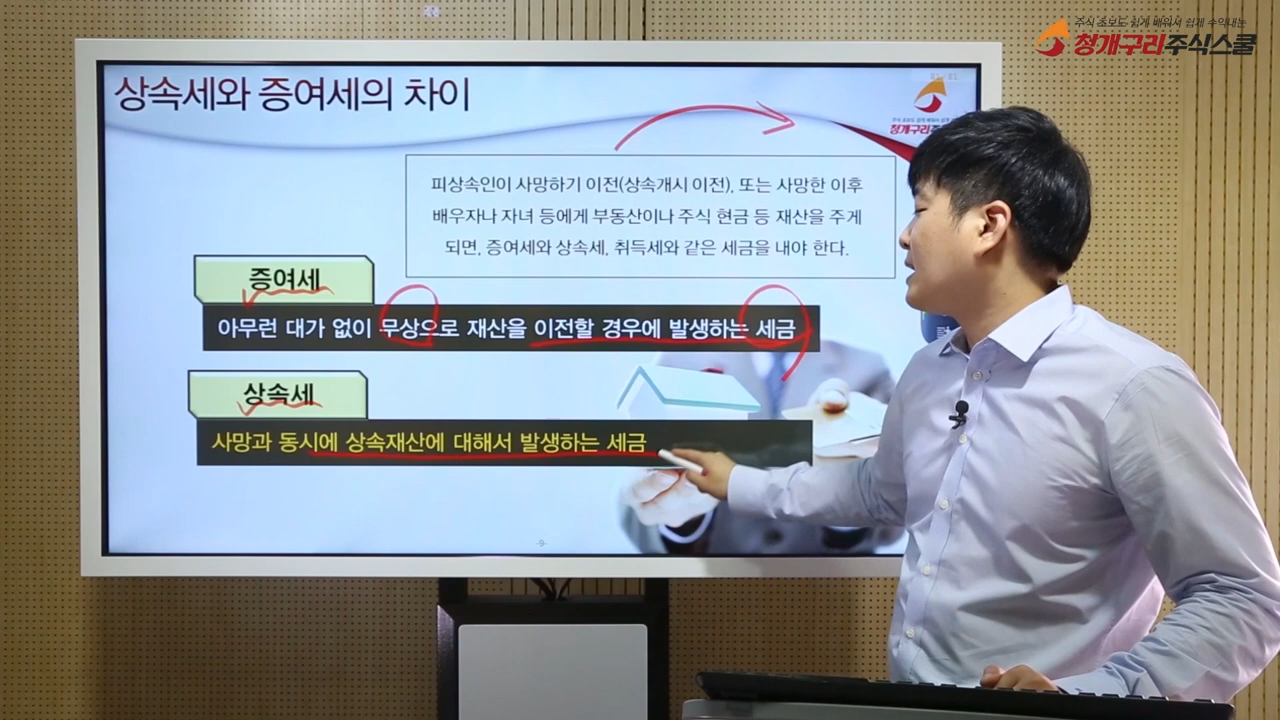 주식 초보도 쉽게 배워서 쉽게 수익내는
청개구리주식스쿨
상속세와 증여세의 차이
청개구리주
피상속인이 사망하기 이전(상속개시 이전), 또는 사망한 이후
배우자나 자녀 등에게 부동산이나 주식 현금 등 재산을 주게
되면, 증여세와 상속세, 취득세와 같은 세금을 내야 한다.
증여세
아무런 대가 없이 무상으로 재산을 이전할 경우에 발생하는 세금
상속세
사망과 동시에 상속재산에 대해서 발생하는 세금
-9-